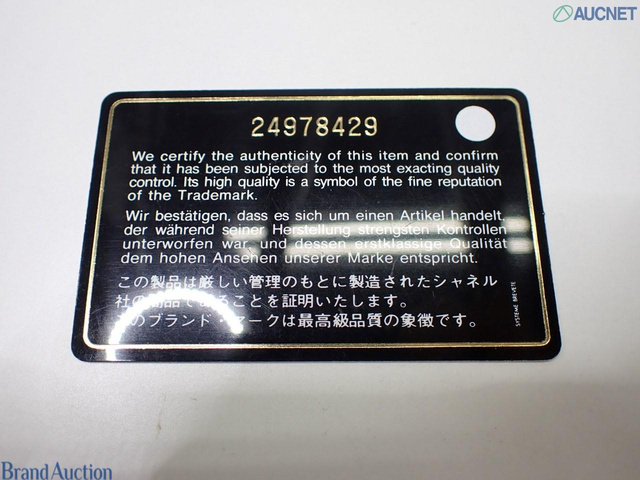 AUCNET
24978429
We certify the authenticity of this item and confirm
that it has been subjected to the most exacting quality
control. Its high quality is a symbol of the fine reputation
of the Trademark.
Wir bestätigen, dass es sich um einen Artikel handelt,
der während seiner Herstellung strengsten Kontrollen
unterworfen war, und dessen erstklassige Qualität
dem hohen Ansehen unserer Marke entspricht.
この製品は厳しい管理のもとに製造されたシャネル
社の商品であることを証明いたします。
このブランド・マークは最高級品質の象徴です。
SYSTEME BREVETE
Brand Auction